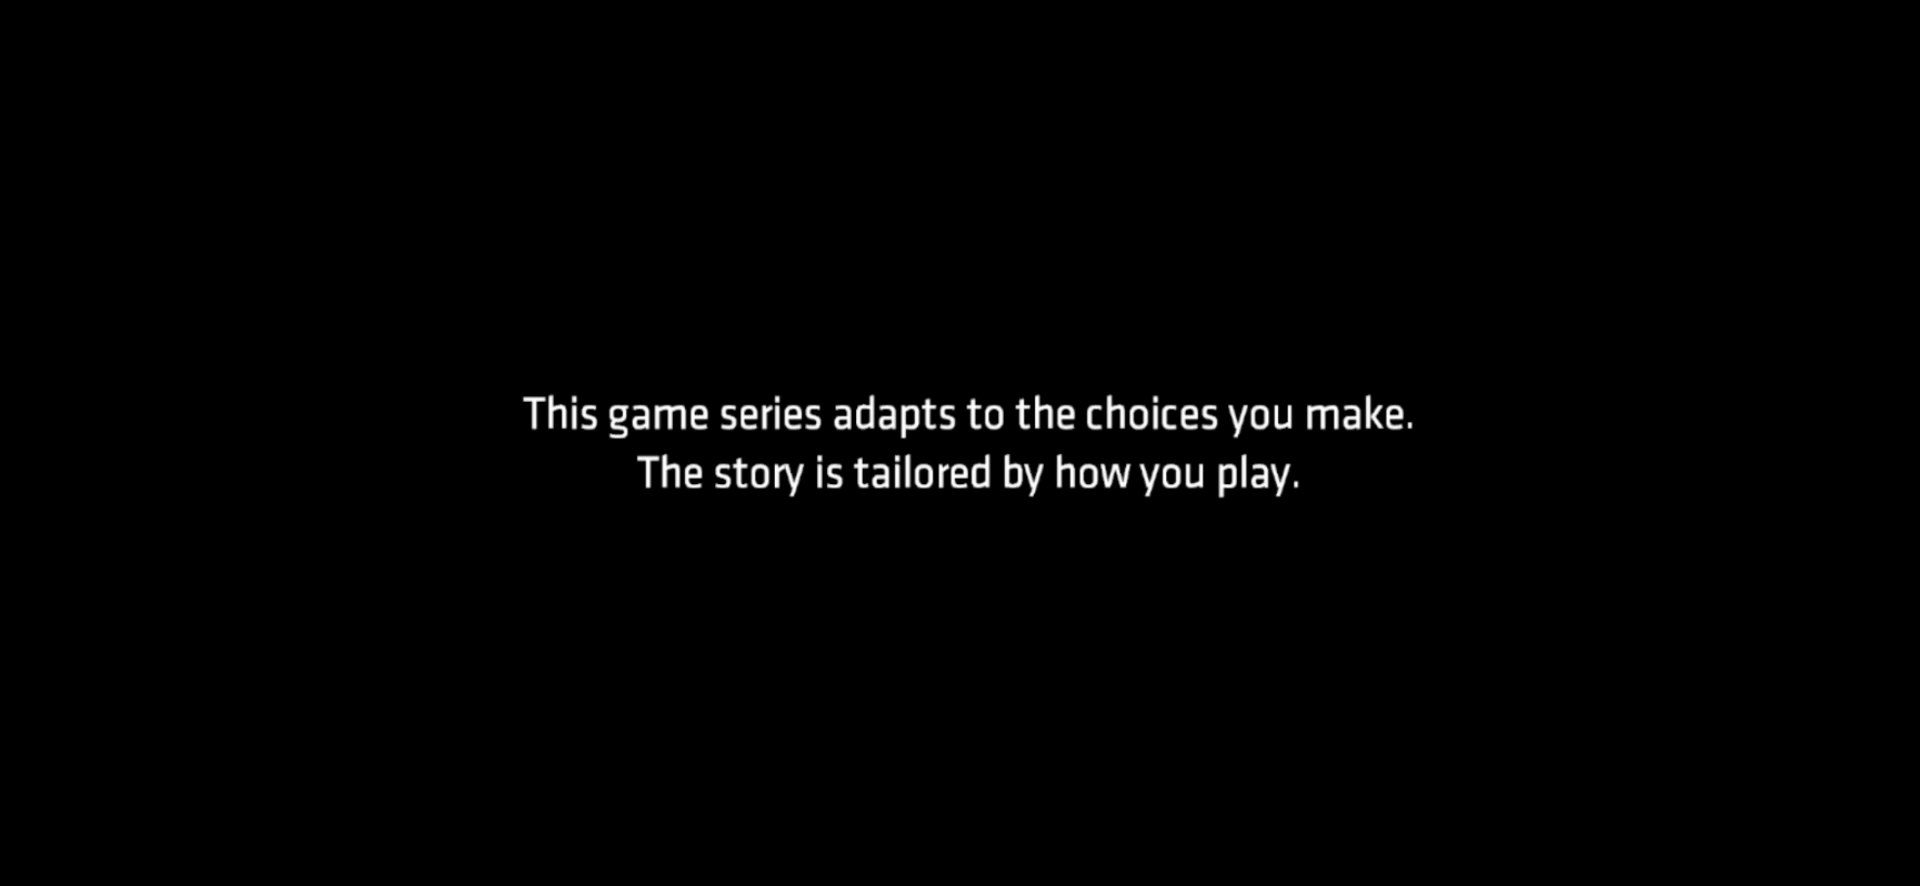 This game series adapts to the choices you make.
The story is tailored by how you play.